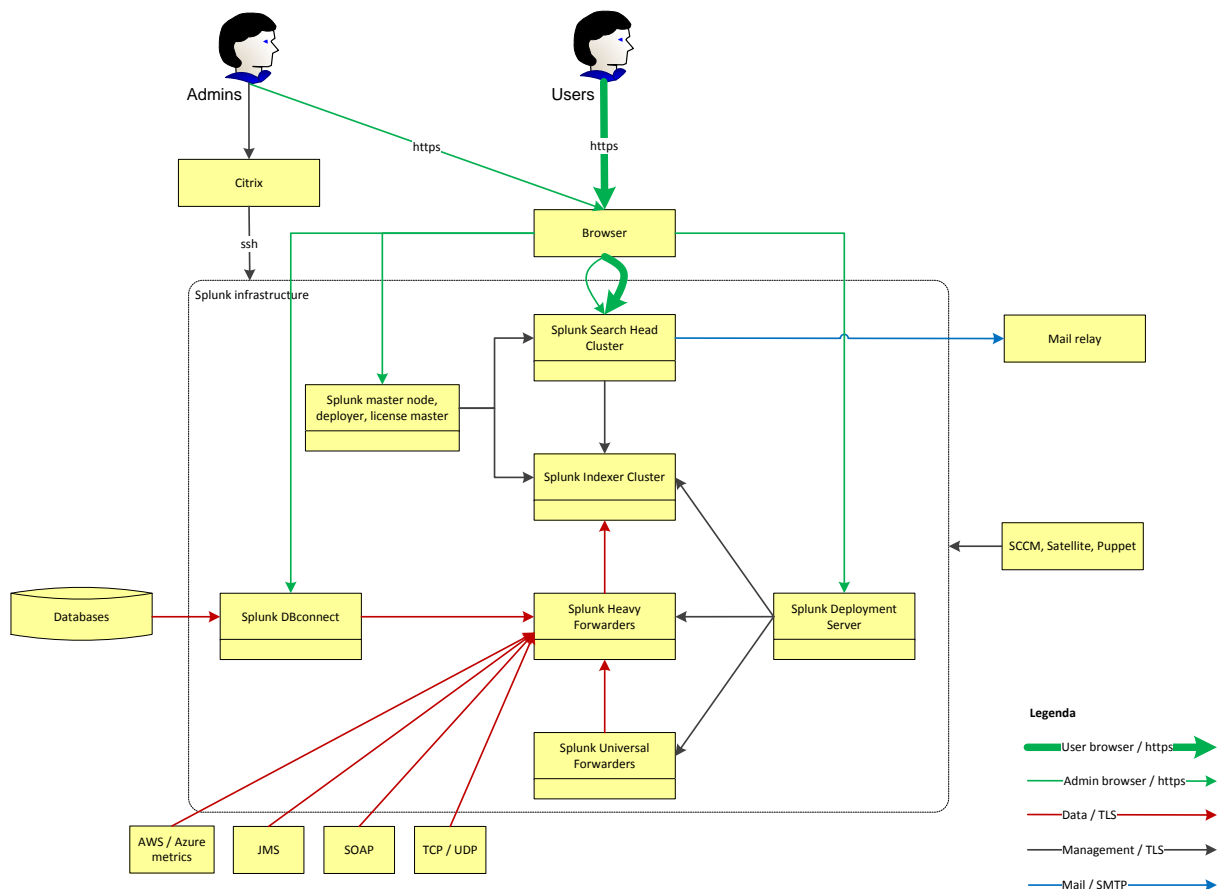 Admins
Users
https
https
Citrix
Browser
ssh
Splunk infrastructure
Splunk Search Head
Cluster
Mail relay
Splunk master node,
deployer, license master
Splunk Indexer Cluster
SCCM, Satellite, Puppet
Databases
Splunk DBconnect
Splunk Heavy
Forwarders
Splunk Deployment
Server
Splunk Universal
Forwarders
AWS / Azure
metrics
JMS
SOAP
TCP / UDP
Legenda
User browser / https
Admin browser / https
Data / TLS
Management / TLS
Mail / SMTP